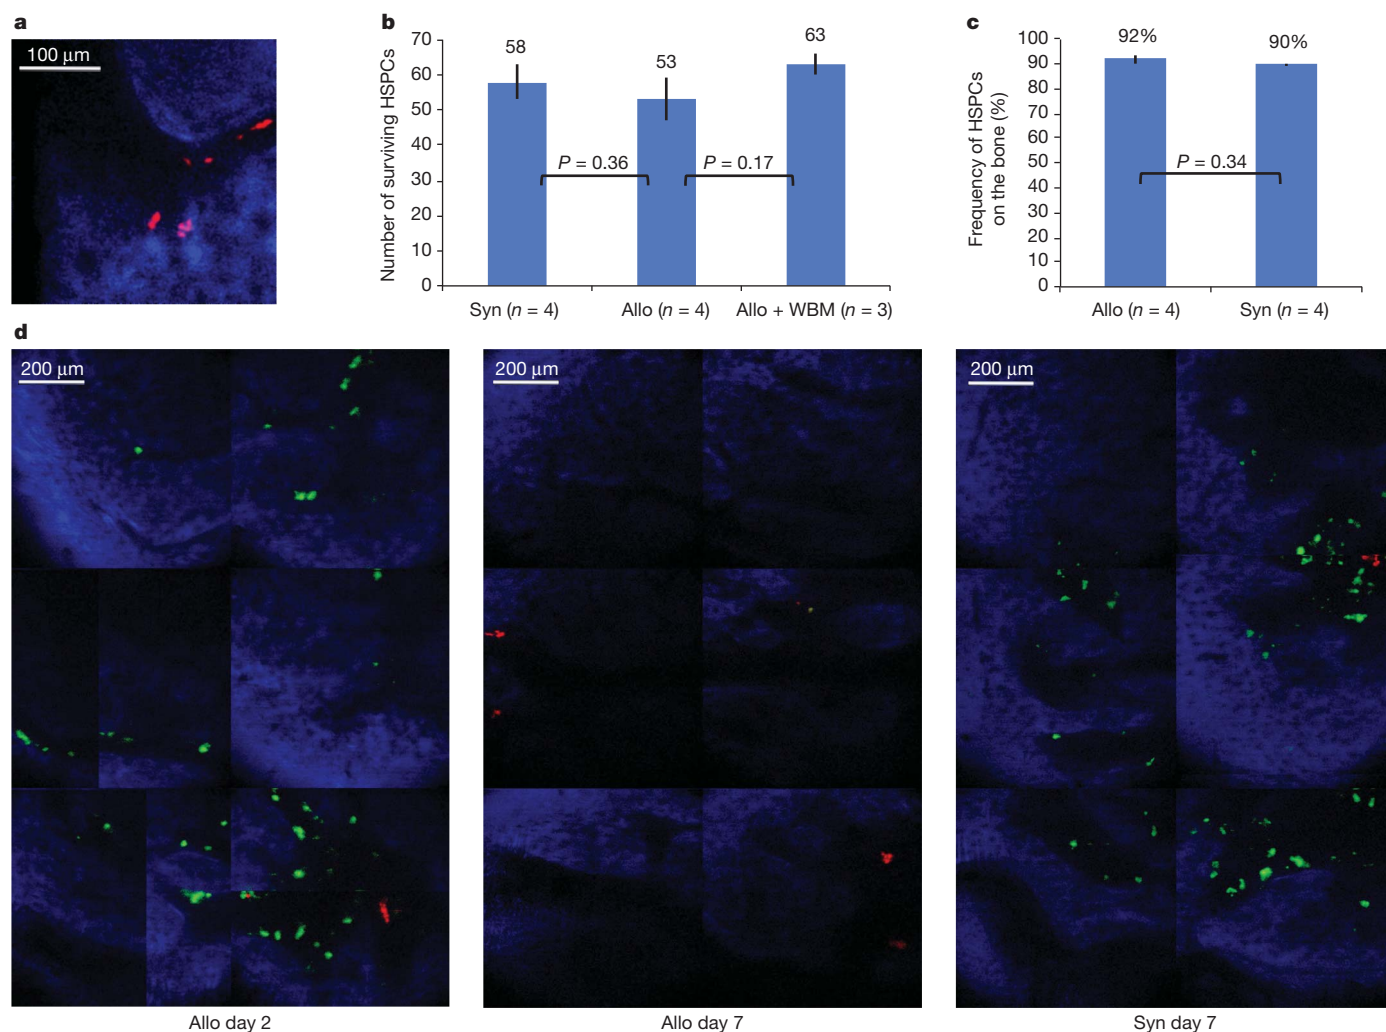 a
100 μm
b
Number of surviving HSPCs
70
60
50
40
30
20
10
0
58
53
63
P = 0.36
P = 0.17
Syn (n = 4)
Allo (n = 4)
Allo + WBM (n = 3)
c
Frequency of HSPCs
on the bone (%)
100
90
80
70
60
50
40
30
20
10
0
92%
90%
P = 0.34
Allo (n = 4)
Syn (n = 4)
d
200 μm
200 μm
200 μm
Allo day 2
Allo day 7
Syn day 7